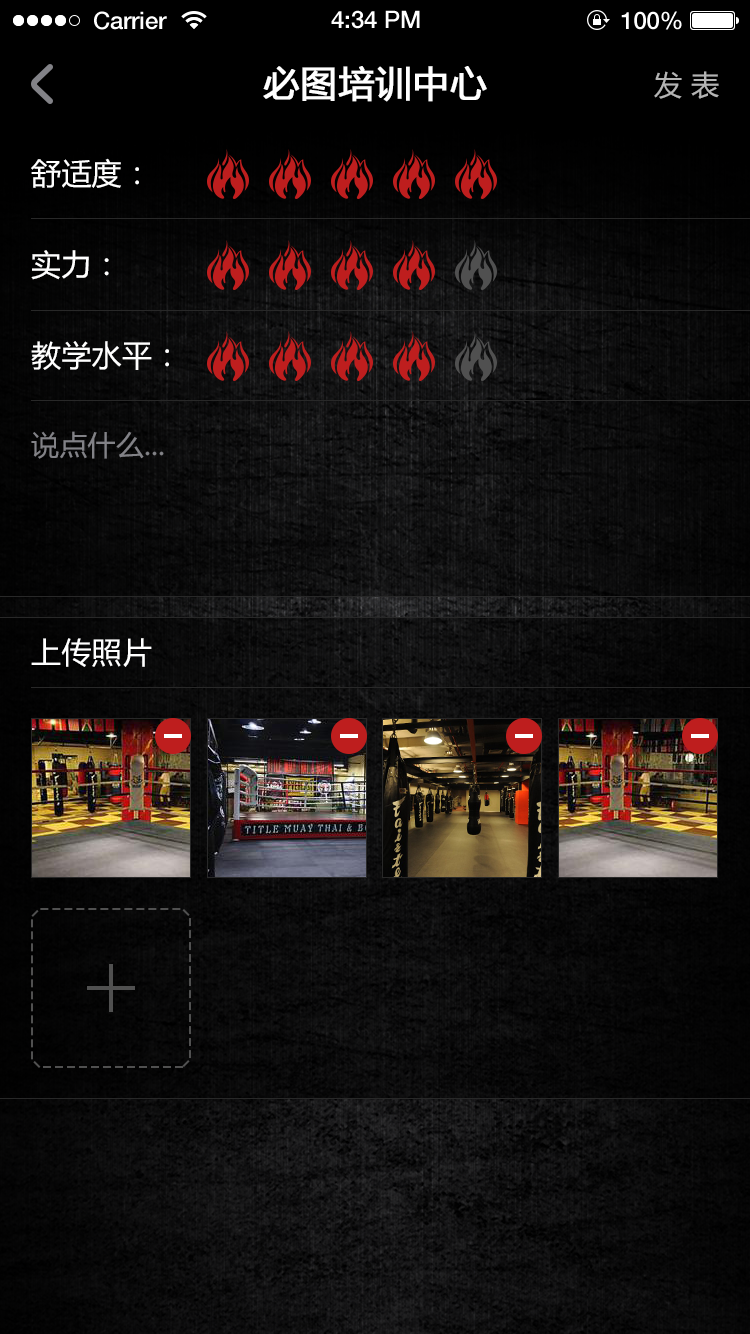 Carrier 4:34 PM 100%
必图培训中心 发表
舒适度：
实力：
教学水平：
说点什么...
上传照片
TITLE MUAY THAI & BO